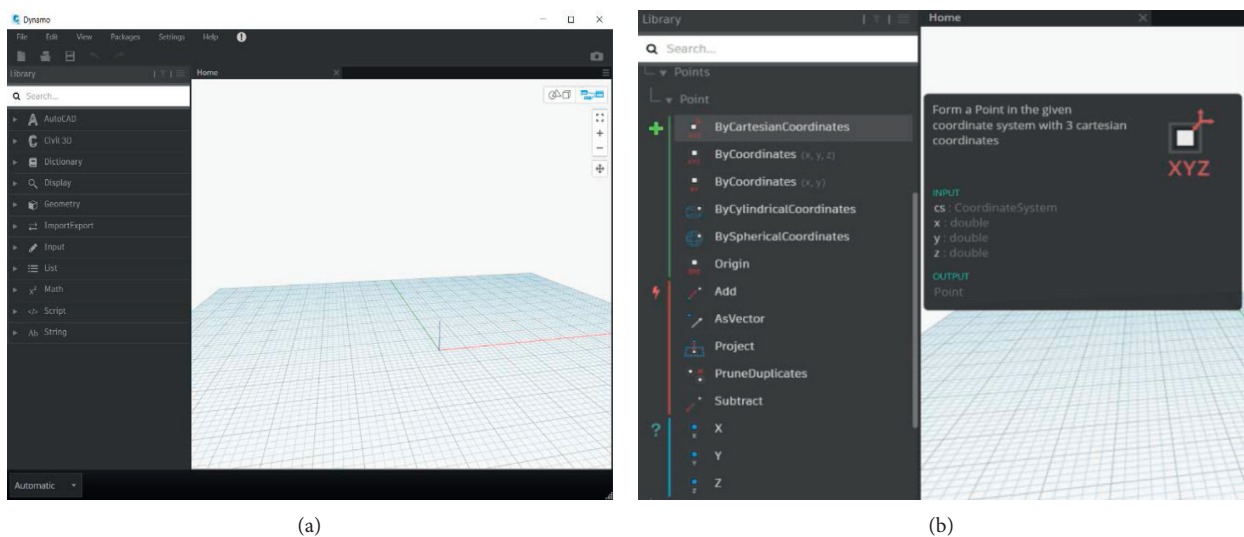 Dynamo
File Edit View Packages Settings Help
Library
Home
Search...
AutoCAD
Civil 3D
Dictionary
Display
Geometry
ImportExport
Input
List
Math
Script
String
Automatic
(a)
Library
Home
Search...
Points
Point
ByCartesianCoordinates
ByCoordinates (x, y, z)
ByCoordinates (x, y)
ByCylindricalCoordinates
BySphericalCoordinates
Origin
Add
AsVector
Project
PruneDuplicates
Subtract
X
Y
Z
Form a Point in the given
coordinate system with 3 cartesian
coordinates
XYZ
INPUT
cs : CoordinateSystem
x : double
y : double
z : double
OUTPUT
Point
(b)